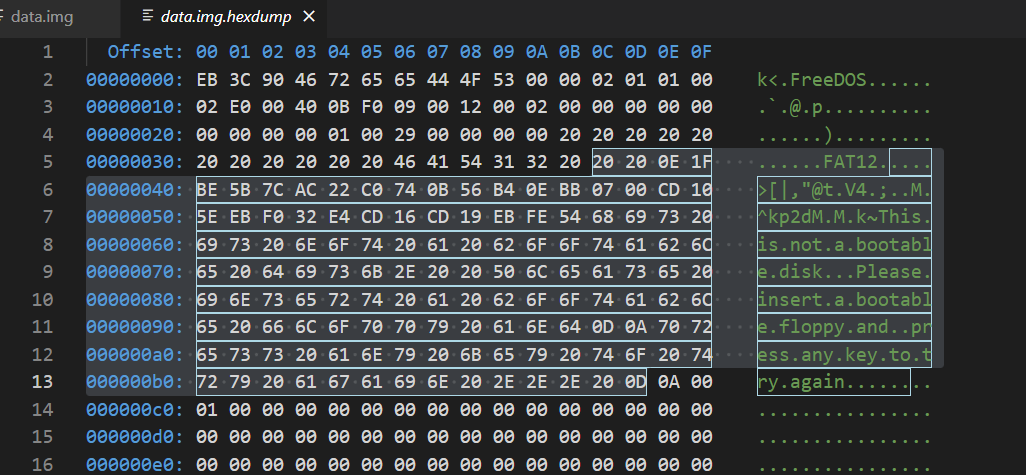 data.img
data.img.hexdump ×
1 Offset: 00 01 02 03 04 05 06 07 08 09 0A 0B 0C 0D 0E 0F
2 00000000: EB 3C 90 46 72 65 65 44 4F 53 00 00 02 01 01 00 k<.FreeDOS......
3 00000010: 02 E0 00 40 0B F0 09 00 12 00 02 00 00 00 00 00 .`.@.p..........
4 00000020: 00 00 00 00 01 00 29 00 00 00 00 20 20 20 20 20 ......).........
5 00000030: 20 20 20 20 20 20 46 41 54 31 32 20 20 20 0E 1F ......FAT12.....
6 00000040: BE 5B 7C AC 22 C0 74 0B 56 B4 0E BB 07 00 CD 10 >[|,"@t.V4.;..M.
7 00000050: 5E EB F0 32 E4 CD 16 CD 19 EB FE 54 68 69 73 20 ^kp2dM.M.k~This.
8 00000060: 69 73 20 6E 6F 74 20 61 20 62 6F 6F 74 61 62 6C is.not.a.bootabl
9 00000070: 65 20 64 69 73 6B 2E 20 20 50 6C 65 61 73 65 20 e.disk...Please.
10 00000080: 69 6E 73 65 72 74 20 61 20 62 6F 6F 74 61 62 6C insert.a.bootabl
11 00000090: 65 20 66 6C 6F 70 70 79 20 61 6E 64 0D 0A 70 72 e.floppy.and..pr
12 000000a0: 65 73 73 20 61 6E 79 20 6B 65 79 20 74 6F 20 74 ess.any.key.to.t
13 000000b0: 72 79 20 61 67 61 69 6E 20 2E 2E 2E 20 0D 0A 00 ry.again........
14 000000c0: 01 00 00 00 00 00 00 00 00 00 00 00 00 00 00 00 ................
15 000000d0: 00 00 00 00 00 00 00 00 00 00 00 00 00 00 00 00 ................
16 000000e0: 00 00 00 00 00 00 00 00 00 00 00 00 00 00 00 00 ................